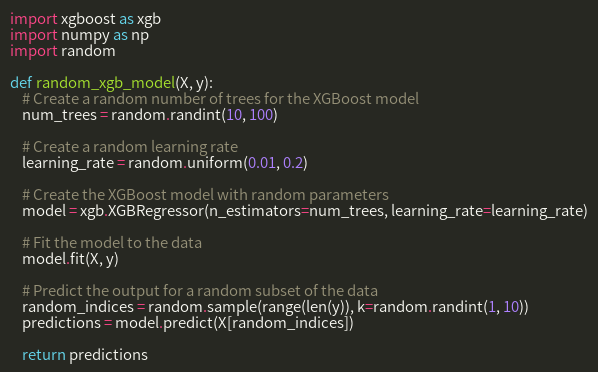 import xgboost as xgb
import numpy as np
import random

def random_xgb_model(X, y):
    # Create a random number of trees for the XGBoost model
    num_trees = random.randint(10, 100)

    # Create a random learning rate
    learning_rate = random.uniform(0.01, 0.2)

    # Create the XGBoost model with random parameters
    model = xgb.XGBRegressor(n_estimators=num_trees, learning_rate=learning_rate)

    # Fit the model to the data
    model.fit(X, y)

    # Predict the output for a random subset of the data
    random_indices = random.sample(range(len(y)), k=random.randint(1, 10))
    predictions = model.predict(X[random_indices])

    return predictions